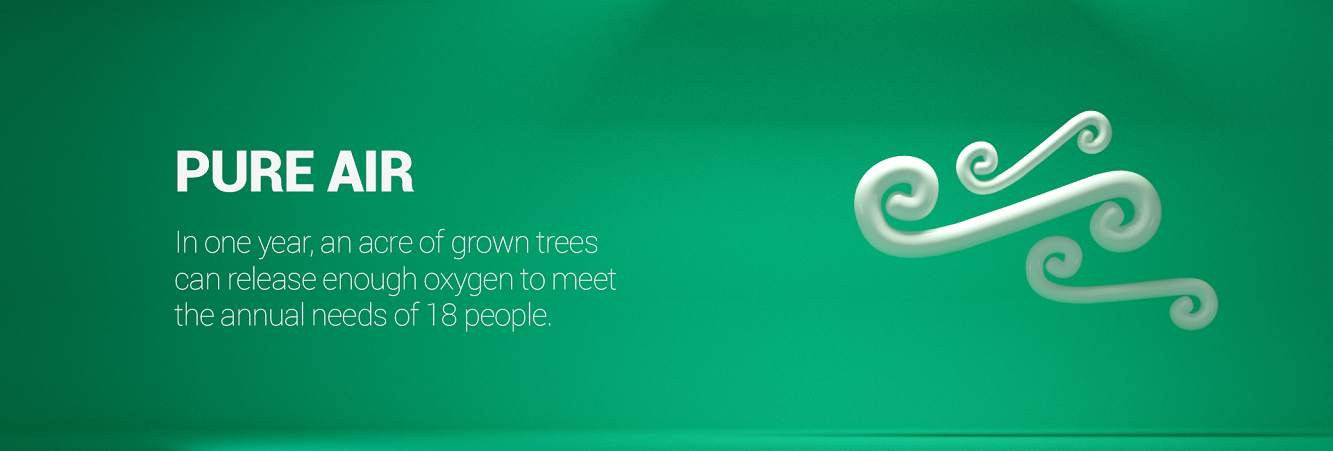 PURE AIR
In one year, an acre of grown trees
can release enough oxygen to meet
the annual needs of 18 people.